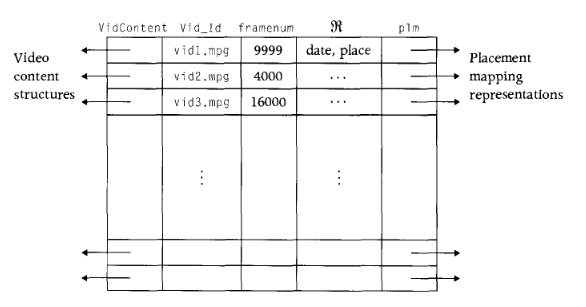 VidContent Vid_Id framenum ℜ plm
vid1.mpg 9999 date, place
vid2.mpg 4000 ...
vid3.mpg 16000 ...
Video
content
structures
Placement
mapping
representations
⋮ ⋮